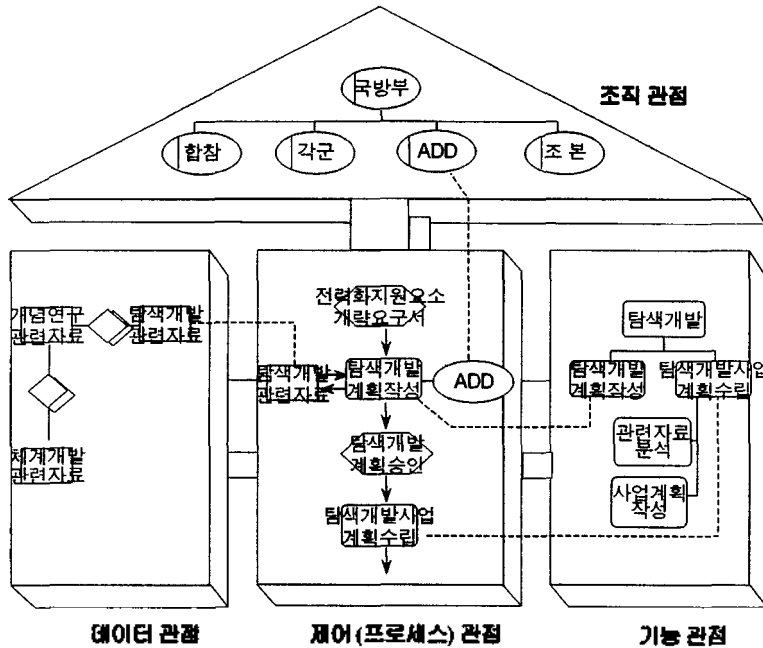 국방부
조직 관점
합참
각군
ADD
조 본
개념연구
관련자료
탐색개발
관련자료
체계개발
관련자료
전력화지원요소
개략요구서
탐색개발
관련자료
탐색개발
계획작성
ADD
탐색개발
계획승인
탐색개발사업
계획수립
탐색개발
탐색개발
계획작성
탐색개발사업
계획수립
관련자료
분석
사업계획
작성
데이터 관점
제어 (프로세스) 관점
기능 관점